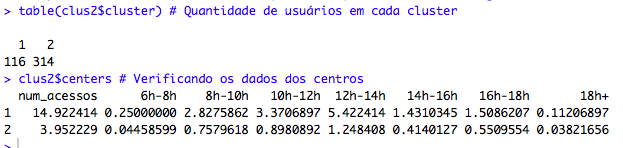 > table(clus2$cluster) # Quantidade de usuários em cada cluster
1 2
116 314
> clus2$centers # Verificando os dados dos centros
num_acessos 6h-8h 8h-10h 10h-12h 12h-14h 14h-16h 16h-18h 18h+
1 14.922414 0.25000000 2.8275862 3.3706897 5.422414 1.4310345 1.5086207 0.11206897
2 3.952229 0.04458599 0.7579618 0.8980892 1.248408 0.4140127 0.5509554 0.03821656
>